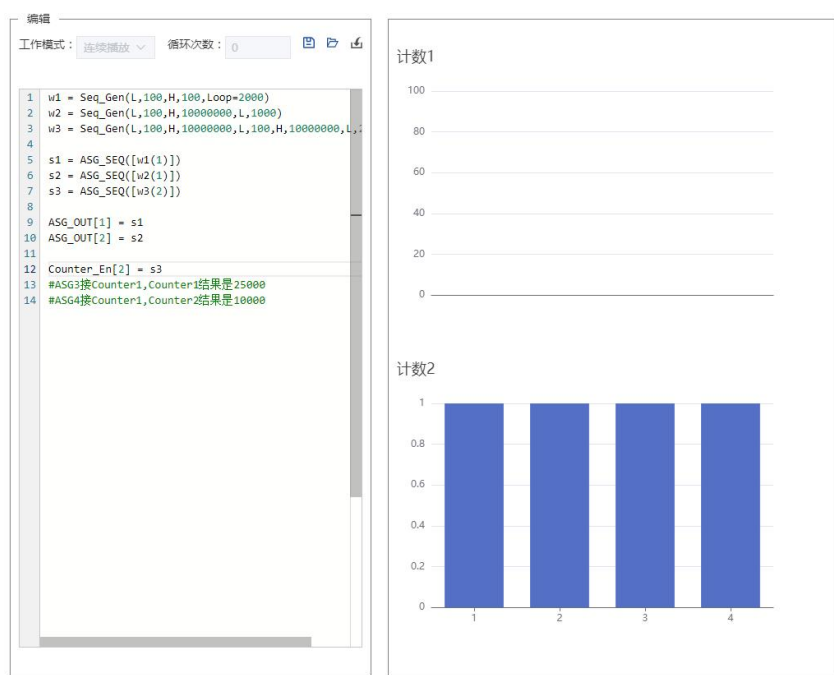 编辑
工作模式： 连续播放 循环次数： 0
1 w1 = Seq_Gen(L,100,H,100,Loop=2000)
2 w2 = Seq_Gen(L,100,H,10000000,L,1000)
3 w3 = Seq_Gen(L,100,H,10000000,L,100,H,10000000,L,
4
5 s1 = ASG_SEQ([w1(1)])
6 s2 = ASG_SEQ([w2(1)])
7 s3 = ASG_SEQ([w3(2)])
8
9 ASG_OUT[1] = s1
10 ASG_OUT[2] = s2
11
12 Counter_En[2] = s3
13 #ASG3接Counter1,Counter1结果是25000
14 #ASG4接Counter1,Counter2结果是10000
计数1
100
80
60
40
20
0
计数2
1
0.8
0.6
0.4
0.2
0
1 2 3 4